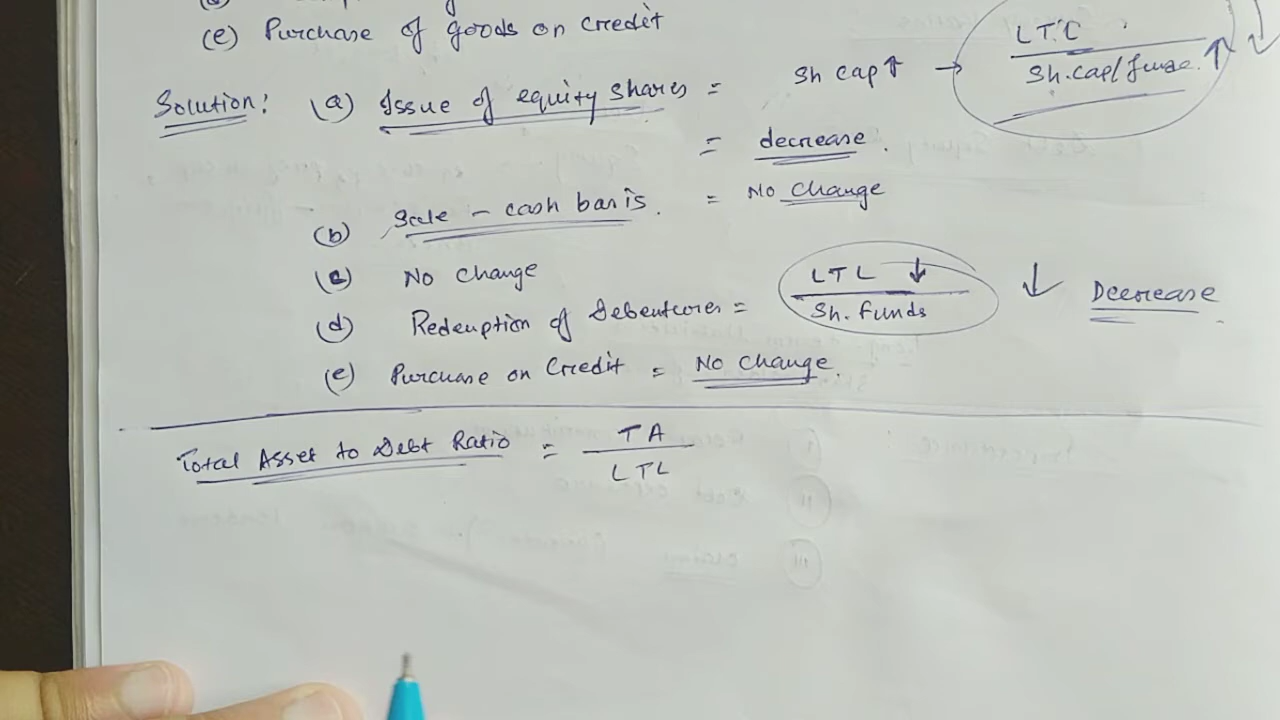 (e) Purchase of goods on credit
Solution: (a) Issue of equity shares = Sh cap ↑ → LTL / Sh.cap/funds. ↑ ↓
= decrease.
(b) Sale - cash basis. = No change
(c) No change
(d) Redemption of Debentures = LTL ↓ / Sh. funds ↓ Decrease
(e) Purchase on Credit = No change.
Total Asset to Debt Ratio = TA / LTL